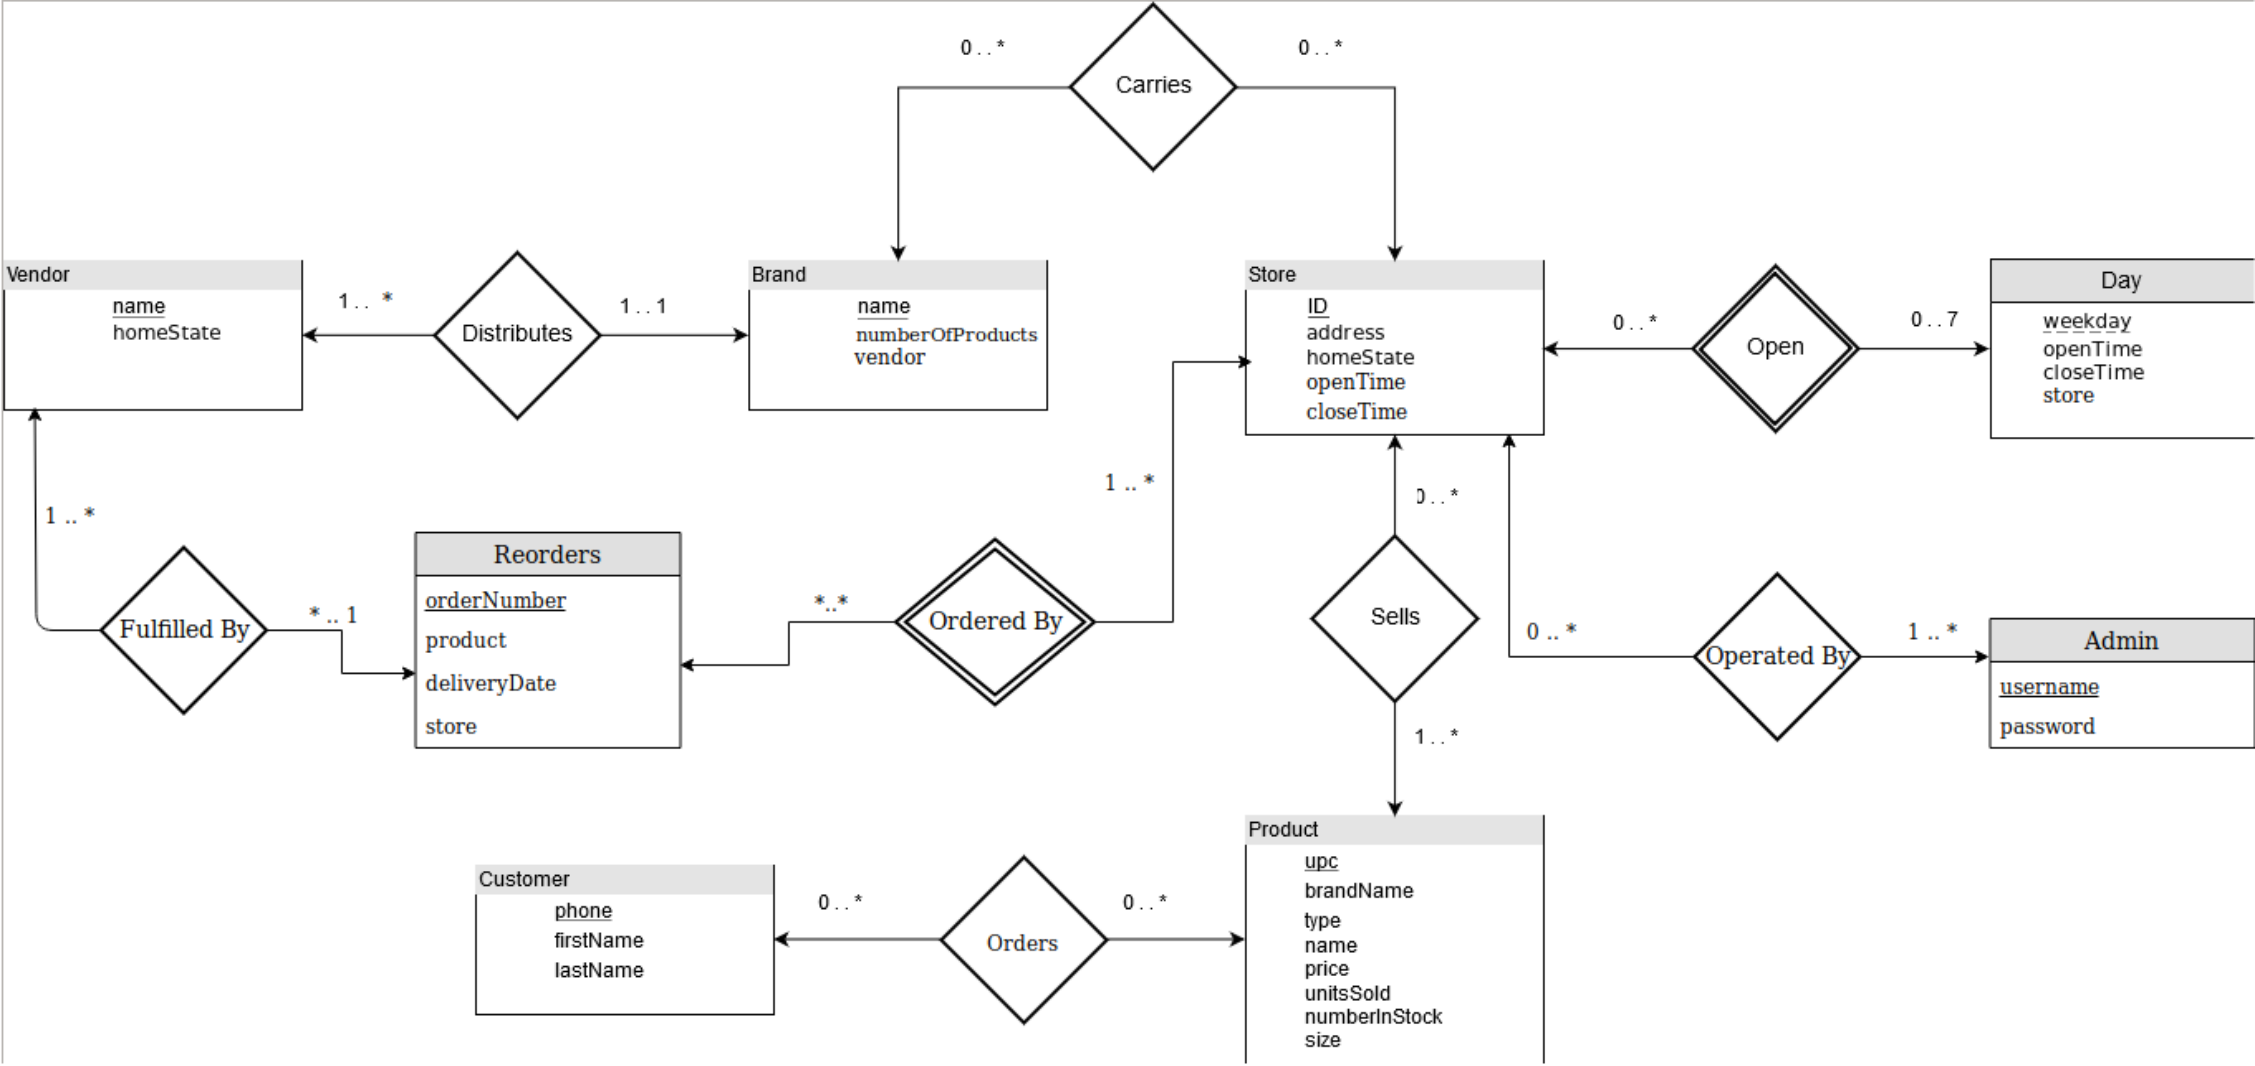 0..*
0..*
Carries
Vendor
name
homeState
1.. *
Distributes
1..1
Brand
name
numberOfProducts
vendor
Store
ID
address
homeState
openTime
closeTime
0..*
Open
0..7
Day
weekday
openTime
closeTime
store
1 .. *
Fulfilled By
* .. 1
Reorders
orderNumber
product
deliveryDate
store
*..*
Ordered By
1 .. *
0..*
Sells
1..*
0 .. *
Operated By
1 .. *
Admin
username
password
Customer
phone
firstName
lastName
0..*
Orders
0..*
Product
upc
brandName
type
name
price
unitsSold
numberInStock
size